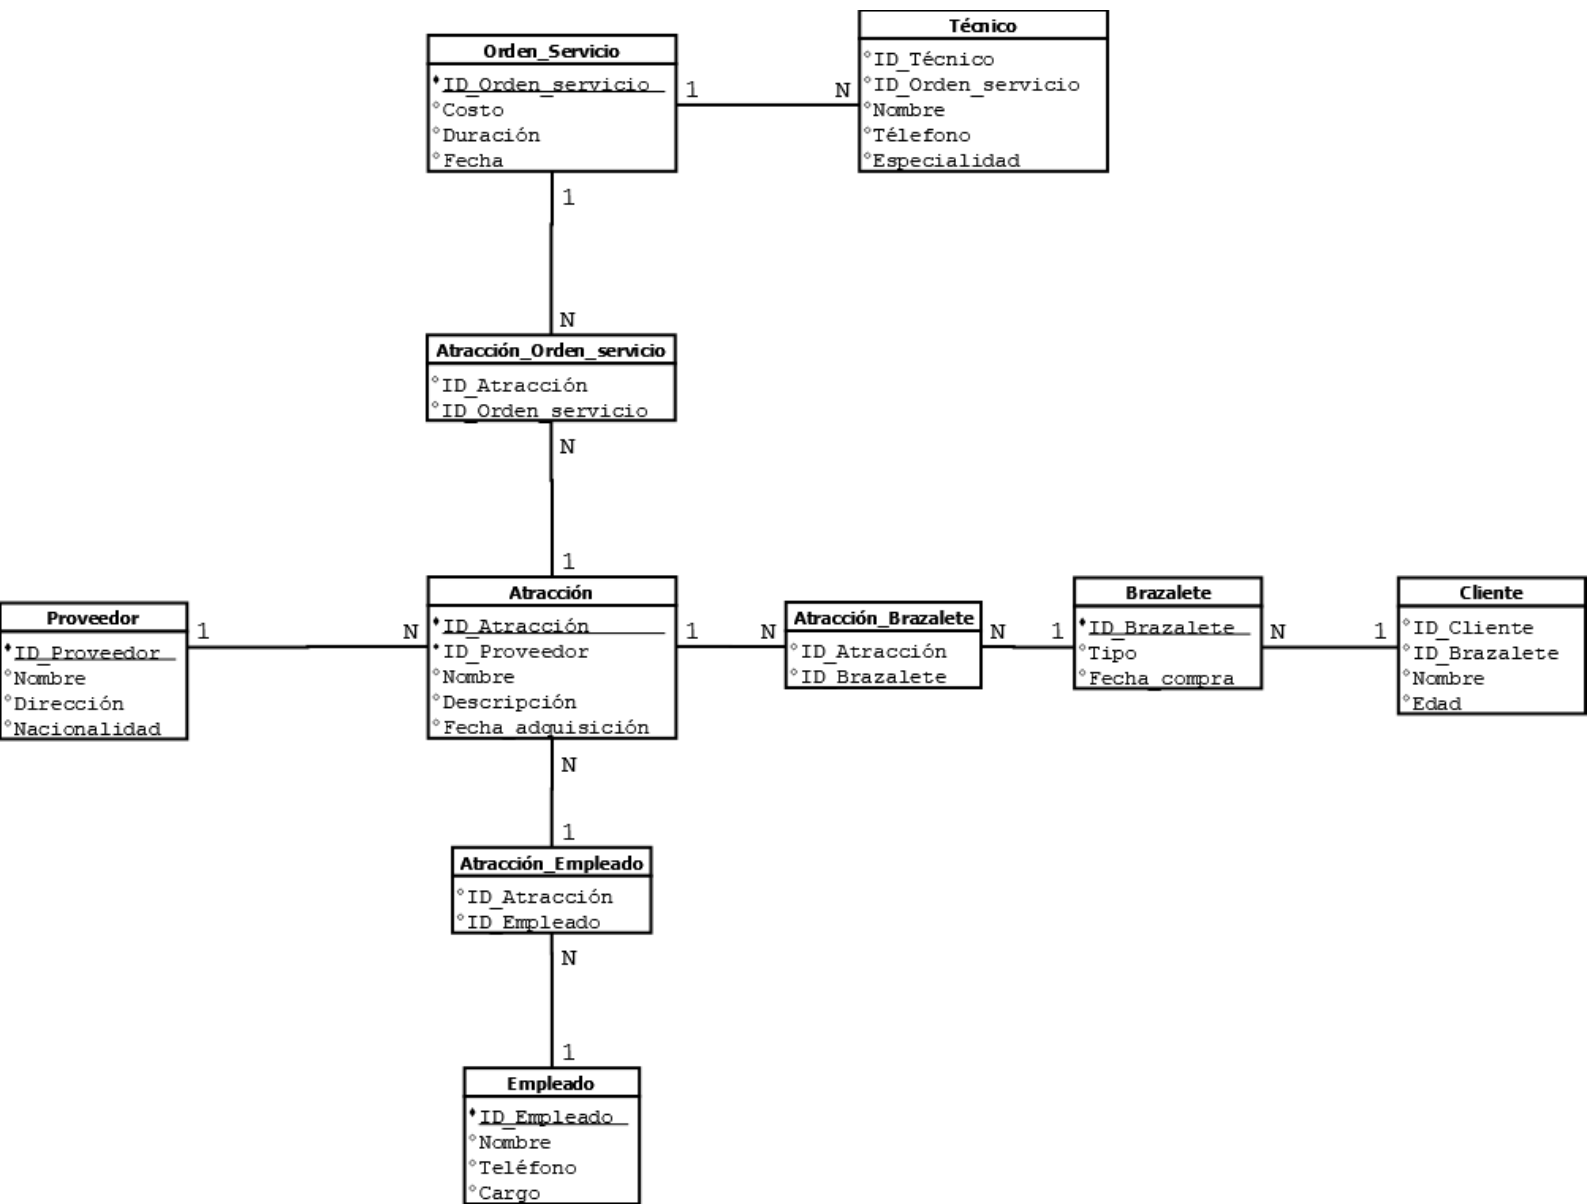 Técnico
ID_Técnico
ID_Orden_servicio
Nombre
Télefono
Especialidad
Orden_Servicio
ID_Orden_servicio
Costo
Duración
Fecha
1
N
1
N
Atracción_Orden_servicio
ID_Atracción
ID_Orden_servicio
N
1
Proveedor
ID_Proveedor
Nombre
Dirección
Nacionalidad
1
N
Atracción
ID_Atracción
ID_Proveedor
Nombre
Descripción
Fecha_adquisición
1
N
Atracción_Brazalete
ID_Atracción
ID_Brazalete
N
1
Brazalete
ID_Brazalete
Tipo
Fecha_compra
N
1
Cliente
ID_Cliente
ID_Brazalete
Nombre
Edad
N
1
Atracción_Empleado
ID_Atracción
ID_Empleado
N
1
Empleado
ID_Empleado
Nombre
Teléfono
Cargo